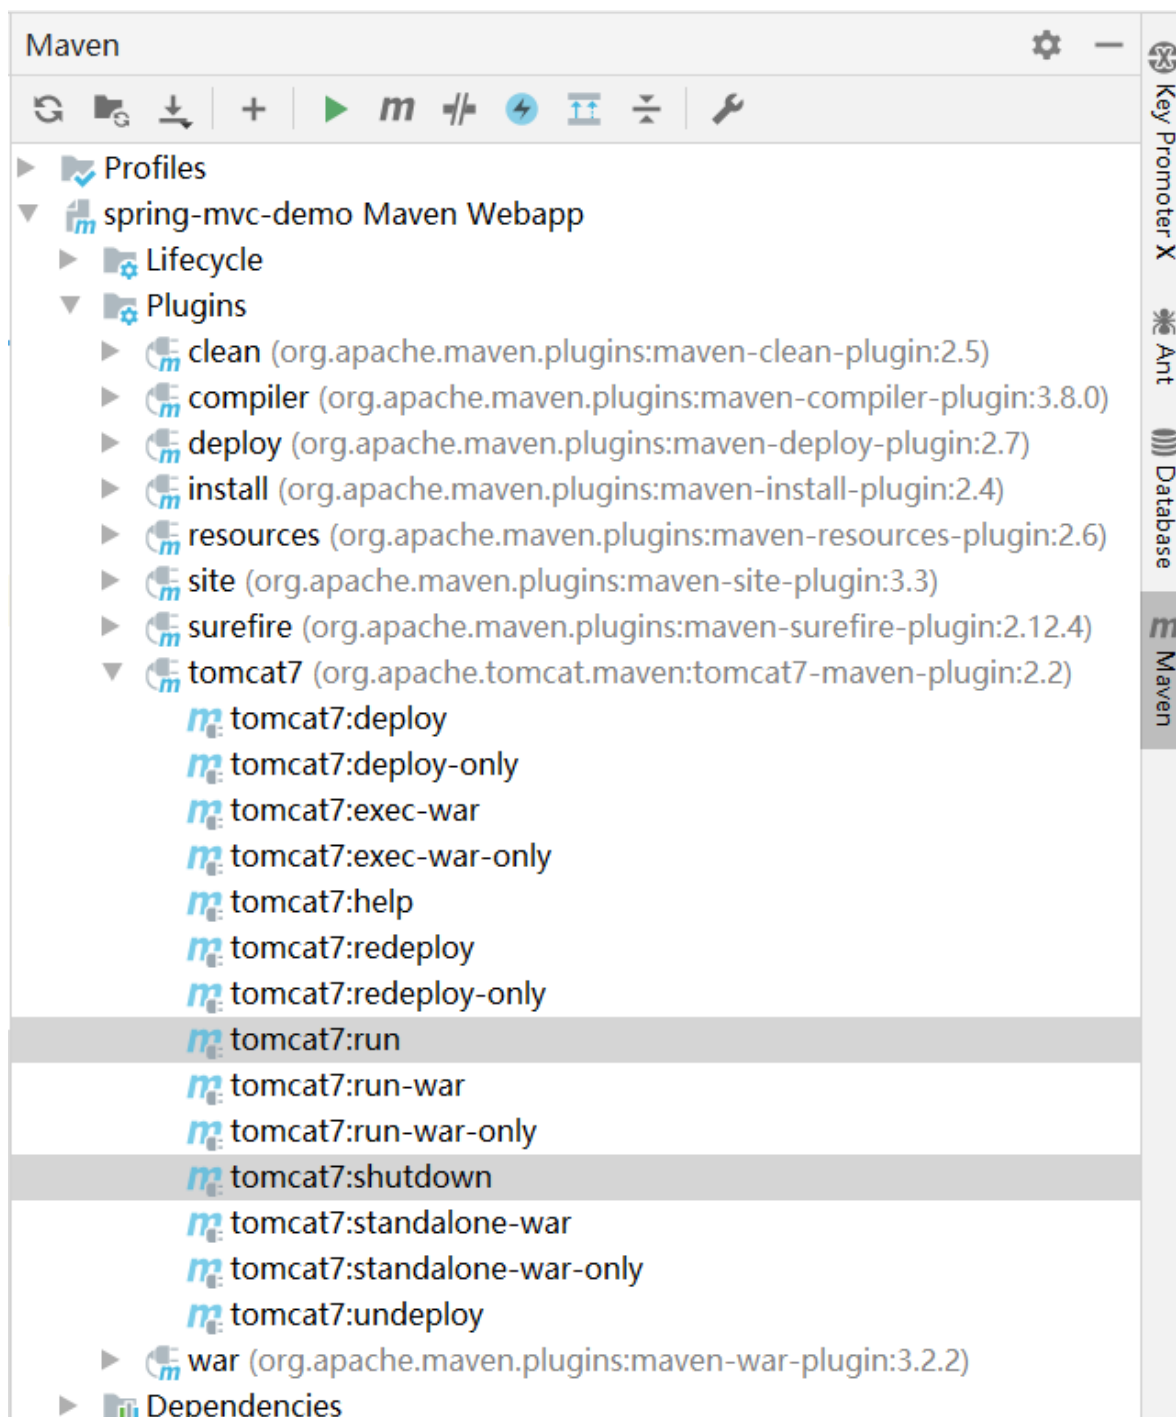 Maven
Profiles
spring-mvc-demo Maven Webapp
Lifecycle
Plugins
clean (org.apache.maven.plugins:maven-clean-plugin:2.5)
compiler (org.apache.maven.plugins:maven-compiler-plugin:3.8.0)
deploy (org.apache.maven.plugins:maven-deploy-plugin:2.7)
install (org.apache.maven.plugins:maven-install-plugin:2.4)
resources (org.apache.maven.plugins:maven-resources-plugin:2.6)
site (org.apache.maven.plugins:maven-site-plugin:3.3)
surefire (org.apache.maven.plugins:maven-surefire-plugin:2.12.4)
tomcat7 (org.apache.tomcat.maven:tomcat7-maven-plugin:2.2)
tomcat7:deploy
tomcat7:deploy-only
tomcat7:exec-war
tomcat7:exec-war-only
tomcat7:help
tomcat7:redeploy
tomcat7:redeploy-only
tomcat7:run
tomcat7:run-war
tomcat7:run-war-only
tomcat7:shutdown
tomcat7:standalone-war
tomcat7:standalone-war-only
tomcat7:undeploy
war (org.apache.maven.plugins:maven-war-plugin:3.2.2)
Dependencies
Key Promoter X
Ant
Database
Maven